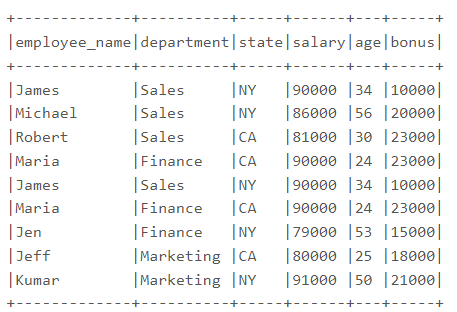 +-------------+----------+-----+------+---+-----+
|employee_name|department|state|salary|age|bonus|
+-------------+----------+-----+------+---+-----+
|James        |Sales     |NY   |90000 |34 |10000|
|Michael      |Sales     |NY   |86000 |56 |20000|
|Robert       |Sales     |CA   |81000 |30 |23000|
|Maria        |Finance   |CA   |90000 |24 |23000|
|James        |Sales     |NY   |90000 |34 |10000|
|Maria        |Finance   |CA   |90000 |24 |23000|
|Jen          |Finance   |NY   |79000 |53 |15000|
|Jeff         |Marketing |CA   |80000 |25 |18000|
|Kumar        |Marketing |NY   |91000 |50 |21000|
+-------------+----------+-----+------+---+-----+